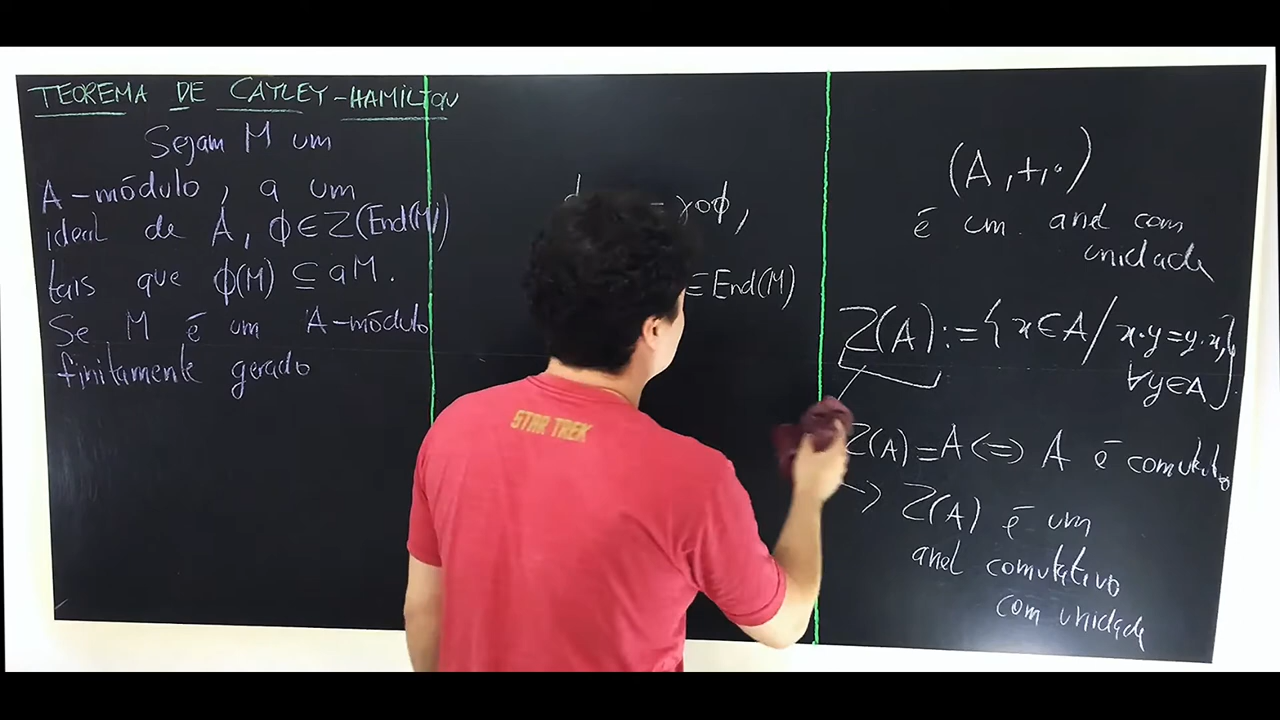 TEOREMA DE CAYLEY-HAMILTON
Sejam M um
A-módulo, a um
ideal de A, ϕ∈Z(End(M))
tais que ϕ(M) ⊆ aM.
Se M é um A-módulo
finitamente gerado
γoϕ,
∈ End(M)
STAR TREK
(A,+,·)
é um anel com
unidade
Z(A):={x∈A/x·y=y·x,
∀y∈A}.
Z(A)=A⇔A é comutativo
→ Z(A) é um
anel comutativo
com unidade